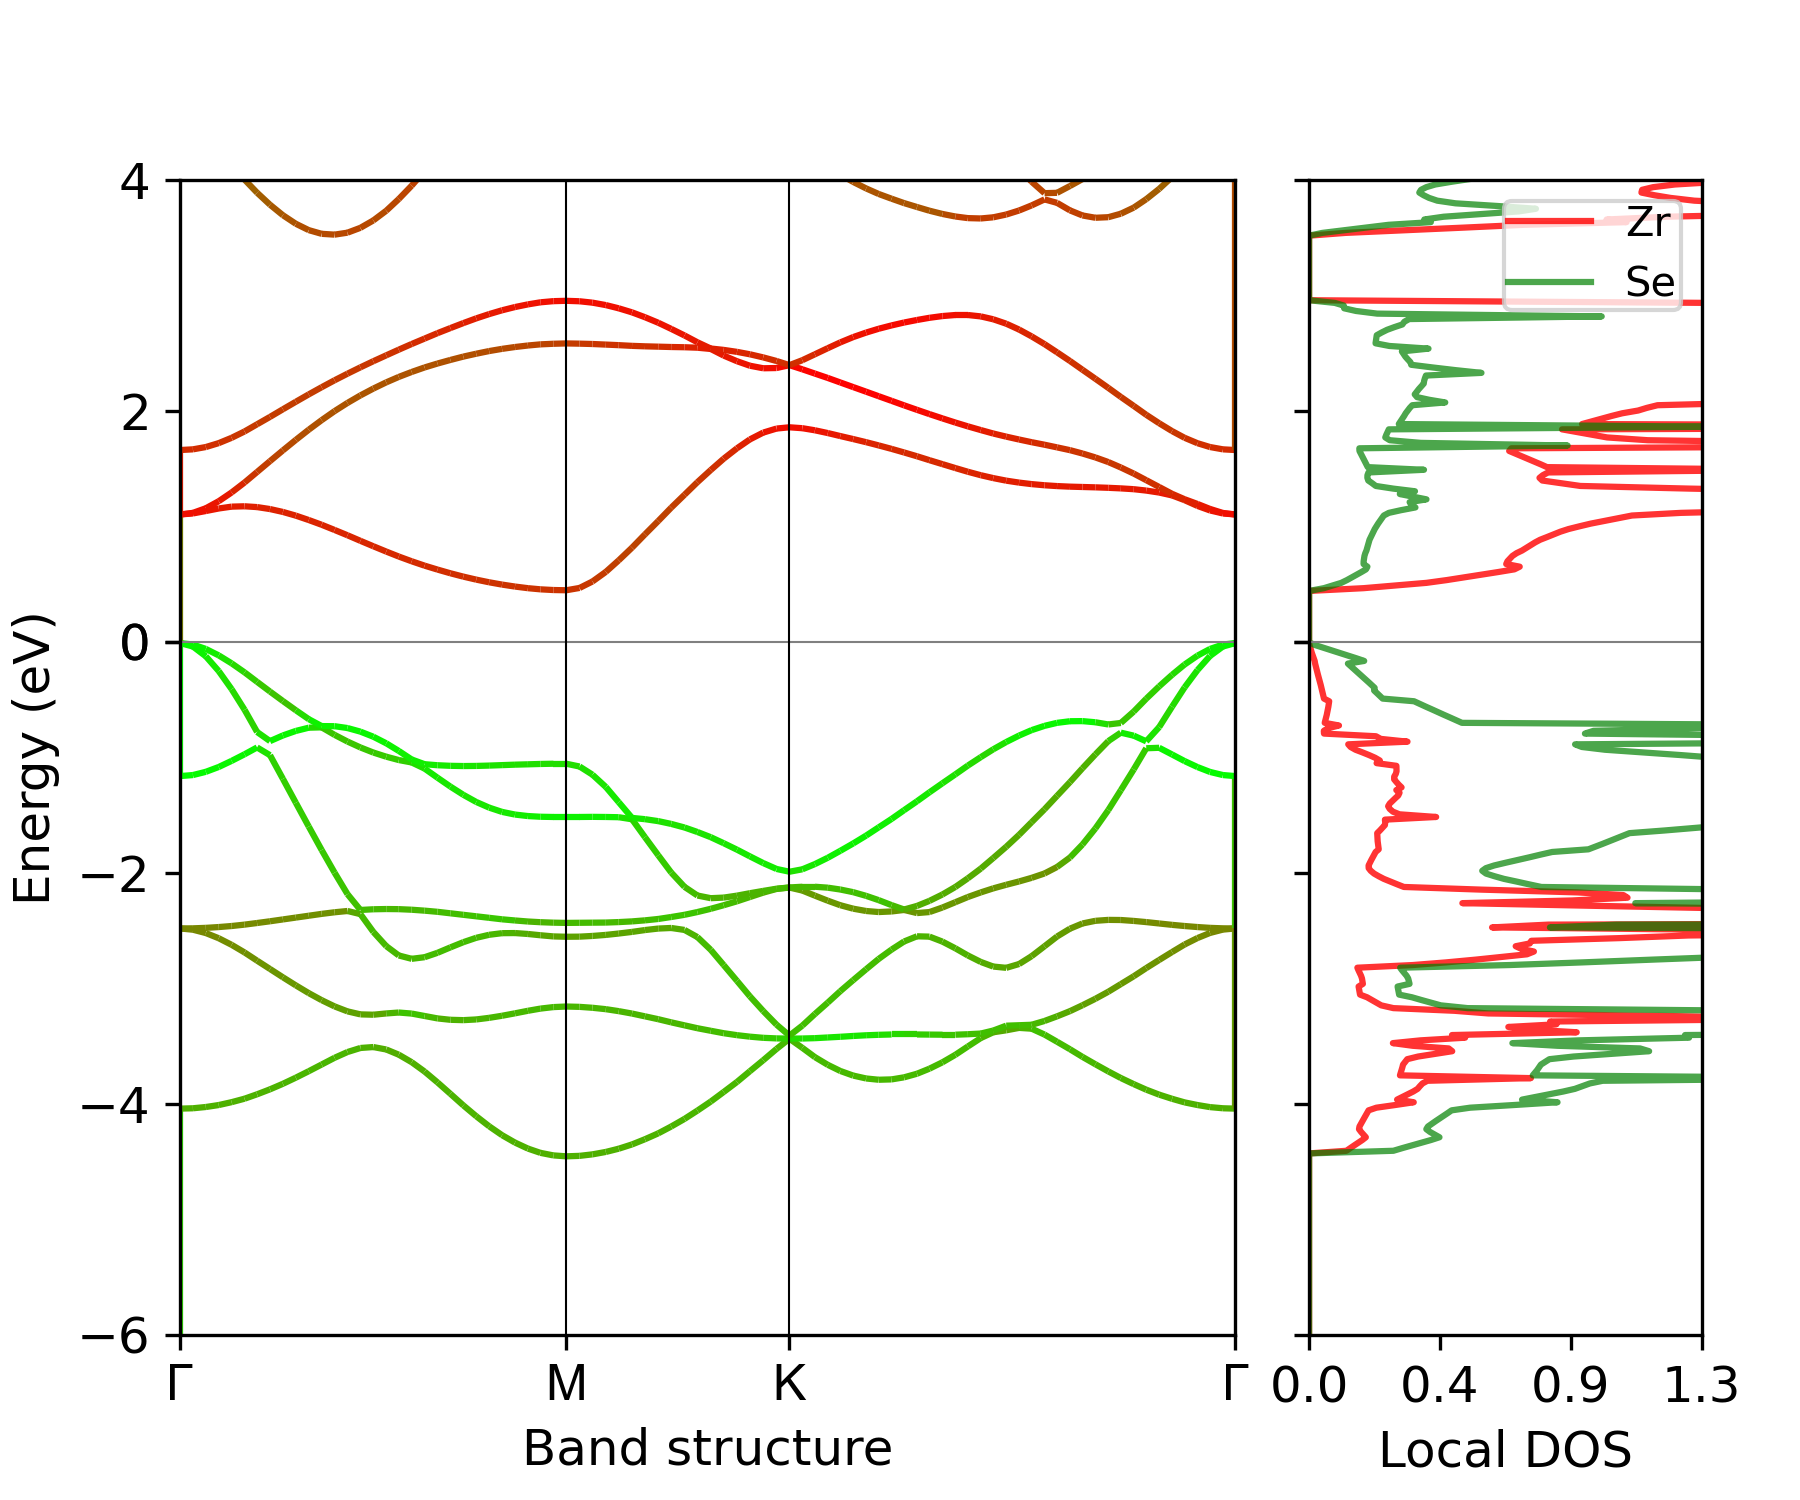 4
2
0
−2
−4
−6
Energy (eV)
Γ M K Γ
Band structure
Zr
Se
0.0 0.4 0.9 1.3
Local DOS